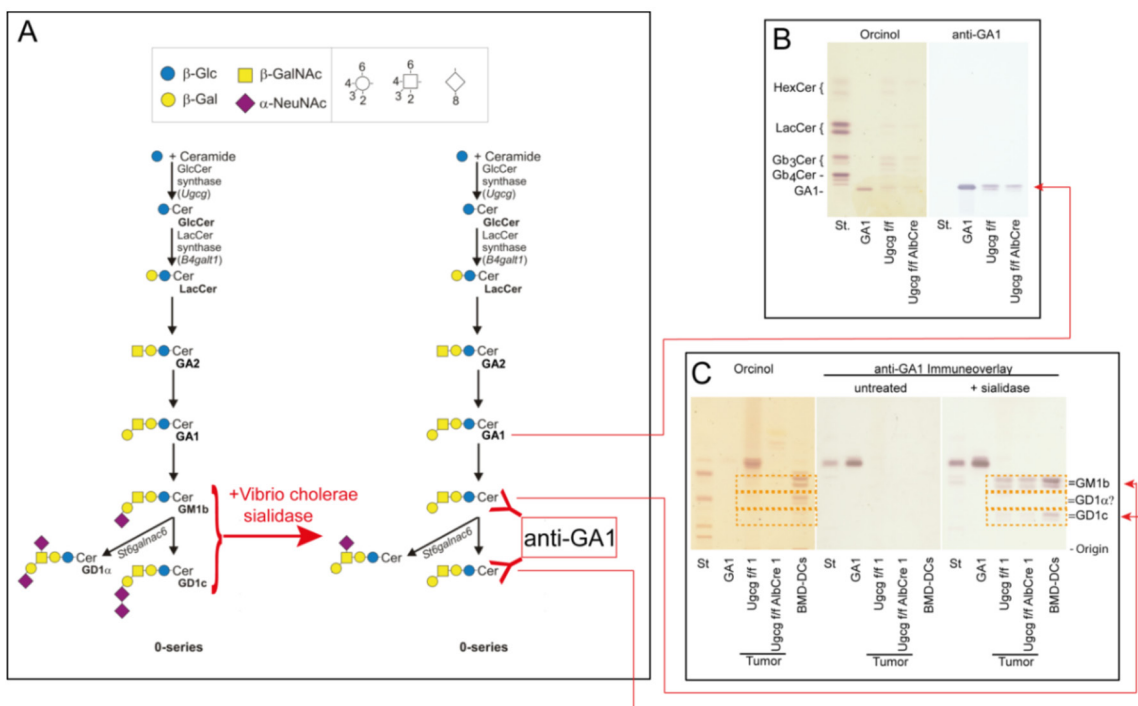 A
β-Glc
β-GalNAc
β-Gal
α-NeuNAc
6
4
3 2
6
4
3 2
8
+ Ceramide
GlcCer
synthase
(Ugcg)
Cer
GlcCer
LacCer
synthase
(B4galt1)
Cer
LacCer
Cer
GA2
Cer
GA1
Cer
GM1b
St6galnac6
Cer
GD1α
Cer
GD1c
0-series
+Vibrio cholerae
sialidase
+ Ceramide
GlcCer
synthase
(Ugcg)
Cer
GlcCer
LacCer
synthase
(B4galt1)
Cer
LacCer
Cer
GA2
Cer
GA1
Cer
St6galnac6
Cer
Cer
0-series
anti-GA1
B
Orcinol
anti-GA1
HexCer {
LacCer {
Gb3Cer {
Gb4Cer -
GA1-
St.
GA1
Ugcg f/f
Ugcg f/f AlbCre
St.
GA1
Ugcg f/f
Ugcg f/f AlbCre
C
Orcinol
anti-GA1 Immuneoverlay
untreated
+ sialidase
=GM1b
=GD1α?
=GD1c
- Origin
St
GA1
Ugcg f/f 1
Ugcg f/f AlbCre 1
BMD-DCs
Tumor
St
GA1
Ugcg f/f 1
Ugcg f/f AlbCre 1
BMD-DCs
Tumor
St
GA1
Ugcg f/f 1
Ugcg f/f AlbCre 1
BMD-DCs
Tumor